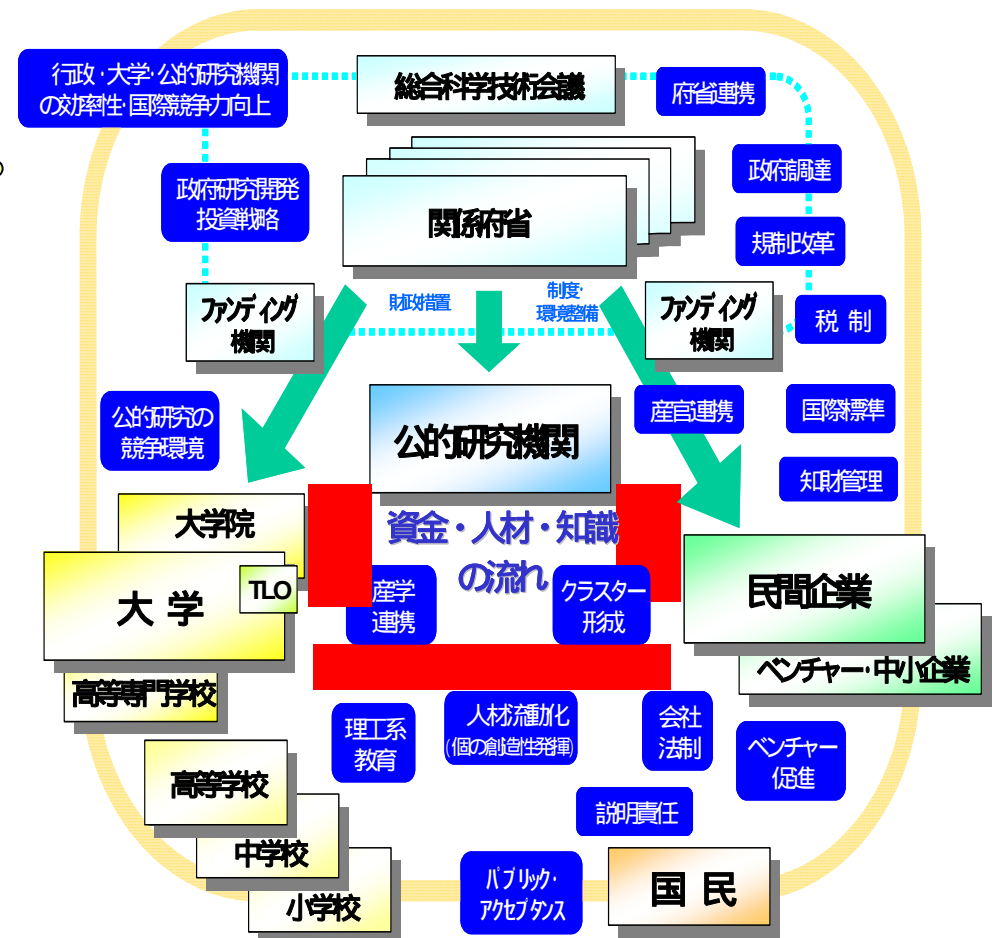 行政・大学・公的研究機関
の効率性・国際競争力向上
総合科学技術会議
府省連携
政府調達
政府研究開発
投資戦略
関係府省
規制改革
ファンディング
機関
財政措置
制度・
環境整備
ファンディング
機関
税 制
公的研究の
競争環境
公的研究機関
産官連携
国際標準
知財管理
大学院
資金・人材・知識
の流れ
大 学
TLO
産学
連携
クラスター
形成
民間企業
ベンチャー・中小企業
高等専門学校
理工系
教育
人材流動化
(個の創造性発揮)
会社
法制
ベンチャー
促進
高等学校
説明責任
中学校
小学校
パブリック・
アクセプタンス
国 民